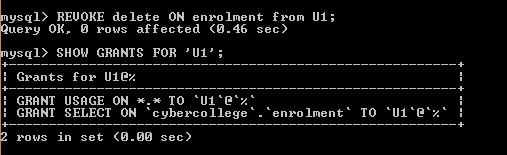 mysql> REVOKE delete ON enrolment from U1;
Query OK, 0 rows affected (0.46 sec)
mysql> SHOW GRANTS FOR 'U1';
+---------------------------------------------------------+
| Grants for U1@%                                         |
+---------------------------------------------------------+
| GRANT USAGE ON *.* TO `U1`@`%`                          |
| GRANT SELECT ON `cybercollege`.`enrolment` TO `U1`@`%`  |
+---------------------------------------------------------+
2 rows in set (0.00 sec)